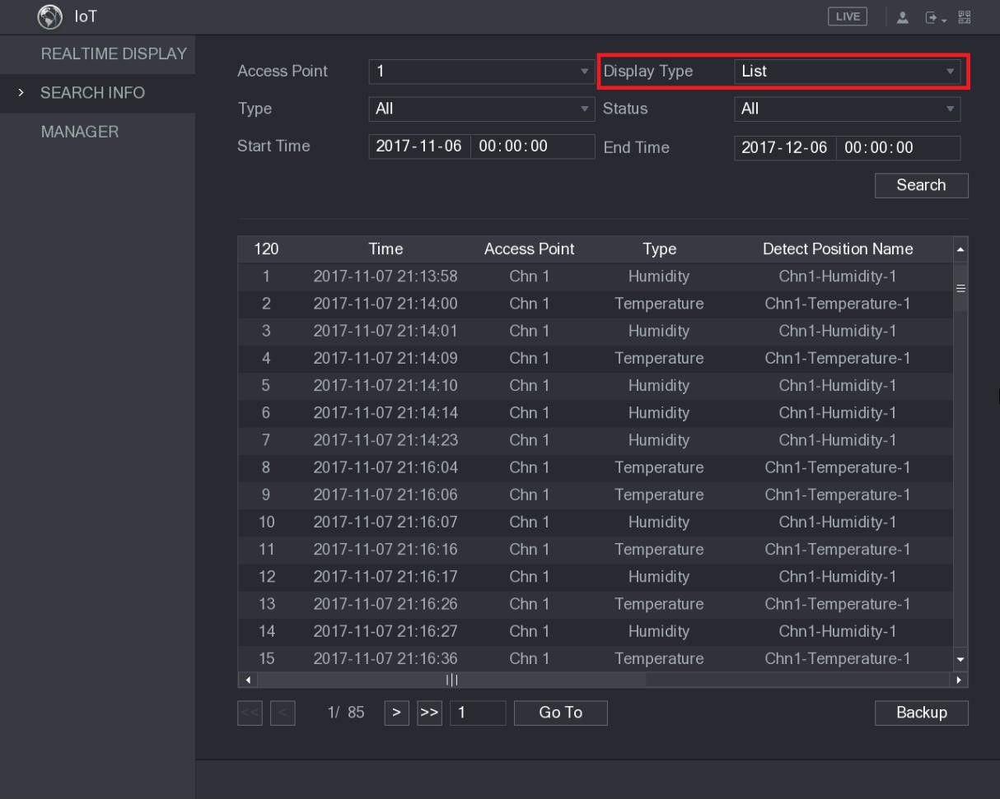 IoT LIVE
REALTIME DISPLAY
> SEARCH INFO
MANAGER
Access Point 1 Display Type List
Type All Status All
Start Time 2017-11-06 00:00:00 End Time 2017-12-06 00:00:00
Search
120 Time Access Point Type Detect Position Name
1 2017-11-07 21:13:58 Chn 1 Humidity Chn1-Humidity-1
2 2017-11-07 21:14:00 Chn 1 Temperature Chn1-Temperature-1
3 2017-11-07 21:14:01 Chn 1 Humidity Chn1-Humidity-1
4 2017-11-07 21:14:09 Chn 1 Temperature Chn1-Temperature-1
5 2017-11-07 21:14:10 Chn 1 Humidity Chn1-Humidity-1
6 2017-11-07 21:14:14 Chn 1 Humidity Chn1-Humidity-1
7 2017-11-07 21:14:23 Chn 1 Humidity Chn1-Humidity-1
8 2017-11-07 21:16:04 Chn 1 Temperature Chn1-Temperature-1
9 2017-11-07 21:16:06 Chn 1 Temperature Chn1-Temperature-1
10 2017-11-07 21:16:07 Chn 1 Humidity Chn1-Humidity-1
11 2017-11-07 21:16:16 Chn 1 Temperature Chn1-Temperature-1
12 2017-11-07 21:16:17 Chn 1 Humidity Chn1-Humidity-1
13 2017-11-07 21:16:26 Chn 1 Temperature Chn1-Temperature-1
14 2017-11-07 21:16:27 Chn 1 Humidity Chn1-Humidity-1
15 2017-11-07 21:16:36 Chn 1 Temperature Chn1-Temperature-1
<< < 1/ 85 > >> 1 Go To Backup